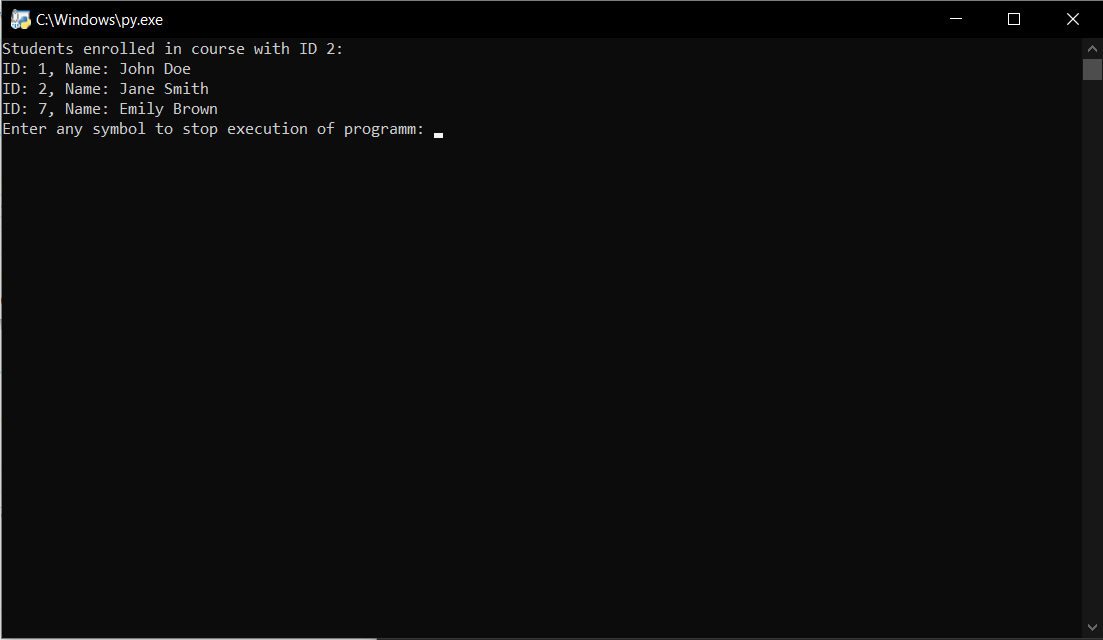 C:\Windows\py.exe
Students enrolled in course with ID 2:
ID: 1, Name: John Doe
ID: 2, Name: Jane Smith
ID: 7, Name: Emily Brown
Enter any symbol to stop execution of programm: